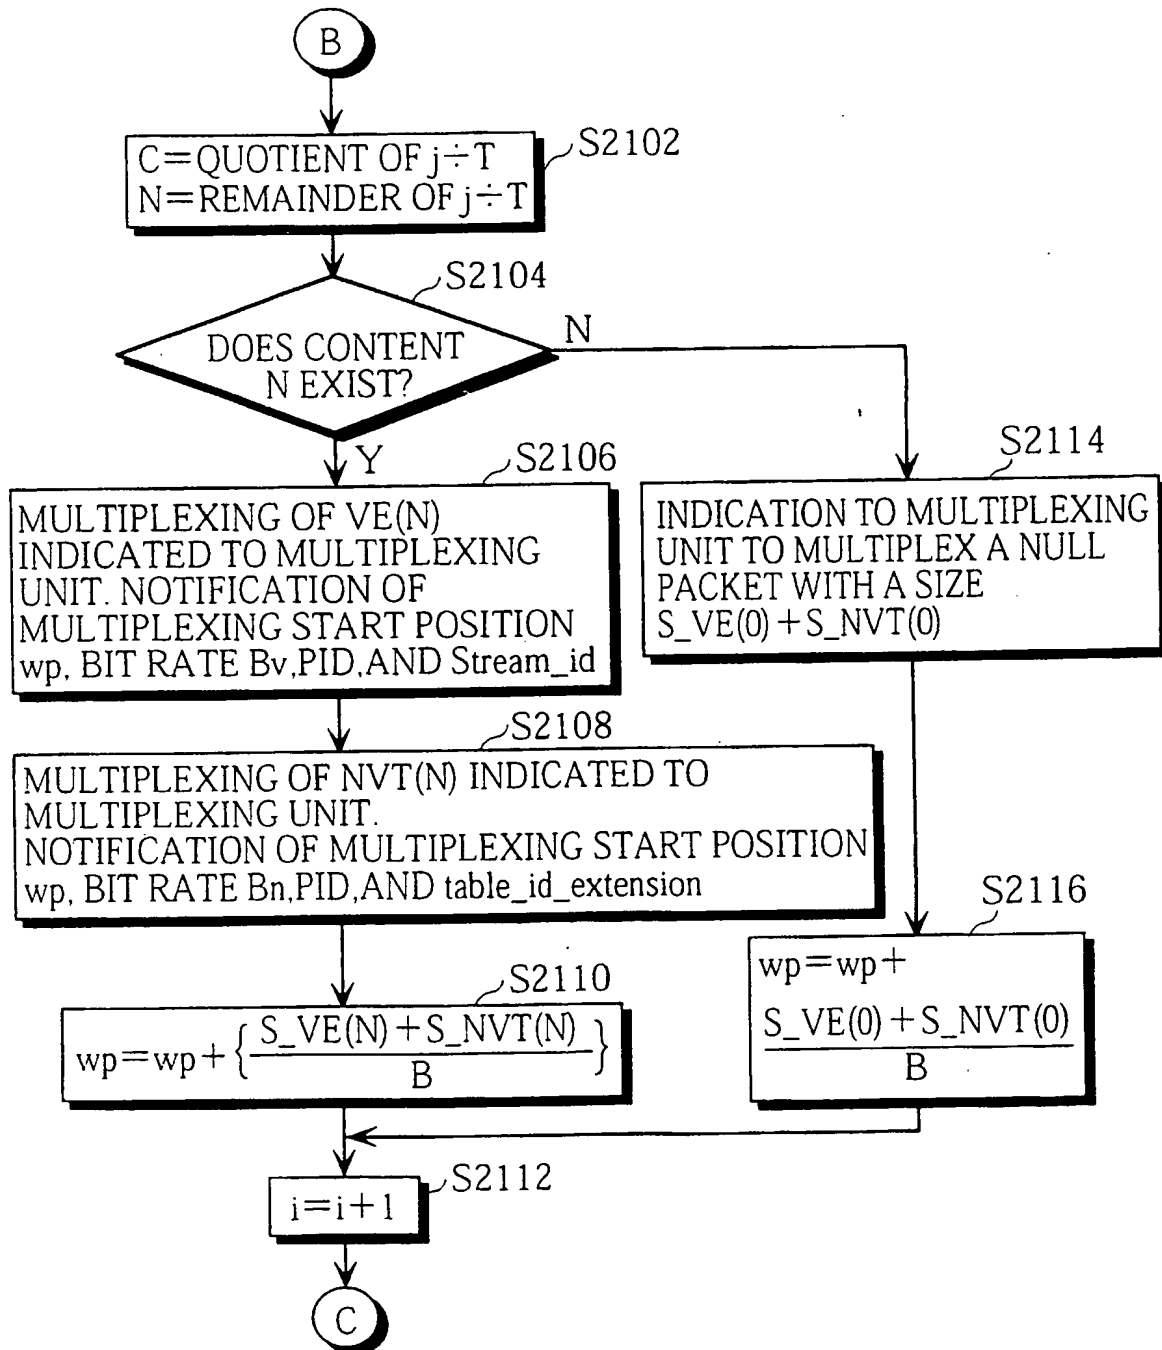 B
S2102
C=QUOTIENT OF j÷T
N=REMAINDER OF j÷T
S2104
DOES CONTENT
N EXIST?
N
Y
S2106
MULTIPLEXING OF VE(N)
INDICATED TO MULTIPLEXING
UNIT. NOTIFICATION OF
MULTIPLEXING START POSITION
wp, BIT RATE Bv,PID,AND Stream_id
S2114
INDICATION TO MULTIPLEXING
UNIT TO MULTIPLEX A NULL
PACKET WITH A SIZE
S_VE(0)+S_NVT(0)
S2108
MULTIPLEXING OF NVT(N) INDICATED TO
MULTIPLEXING UNIT.
NOTIFICATION OF MULTIPLEXING START POSITION
wp, BIT RATE Bn,PID,AND table_id_extension
S2110
wp=wp+{S_VE(N)+S_NVT(N)
B}
S2116
wp=wp+
S_VE(0)+S_NVT(0)
B
S2112
i=i+1
C